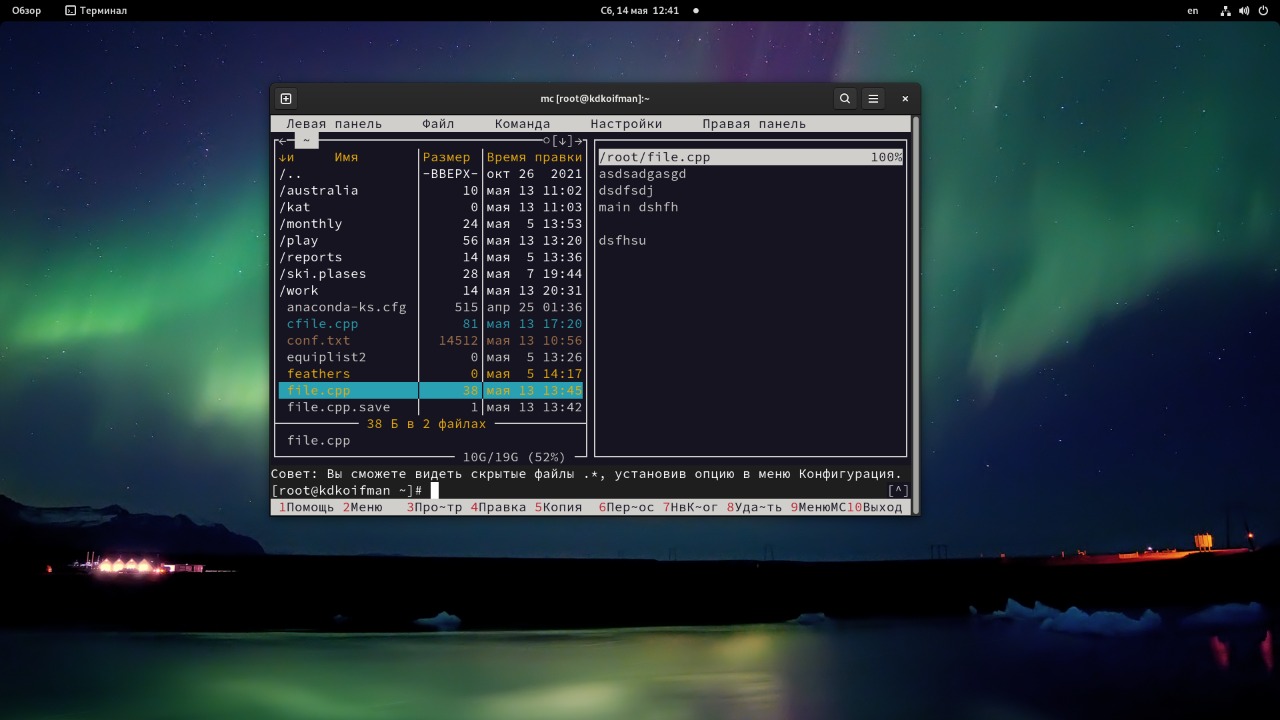 Обзор Терминал Сб, 14 мая 12:41 en
mc [root@kdkoifman]:~
Левая панель Файл Команда Настройки Правая панель
←  ~  [↓]→
↓и Имя Размер Время правки
/.. -ВВЕРХ- окт 26 2021
/australia 10 мая 13 11:02
/kat 0 мая 13 11:03
/monthly 24 мая 5 13:53
/play 56 мая 13 13:20
/reports 14 мая 5 13:36
/ski.plases 28 мая 7 19:44
/work 14 мая 13 20:31
anaconda-ks.cfg 515 апр 25 01:36
cfile.cpp 81 мая 13 17:20
conf.txt 14512 мая 13 10:56
equiplist2 0 мая 5 13:26
feathers 0 мая 5 14:17
file.cpp 38 мая 13 13:45
file.cpp.save 1 мая 13 13:42
38 Б в 2 файлах
file.cpp
10G/19G (52%)
/root/file.cpp 100%
asdsadgasgd
dsdfsdj
main dshfh
dsfhsu
Совет: Вы сможете видеть скрытые файлы .*, установив опцию в меню Конфигурация.
[root@kdkoifman ~]# [^]
1Помощь 2Меню 3Про~тр 4Правка 5Копия 6Пер~ос 7НвК~ог 8Уда~ть 9МенюMC10Выход